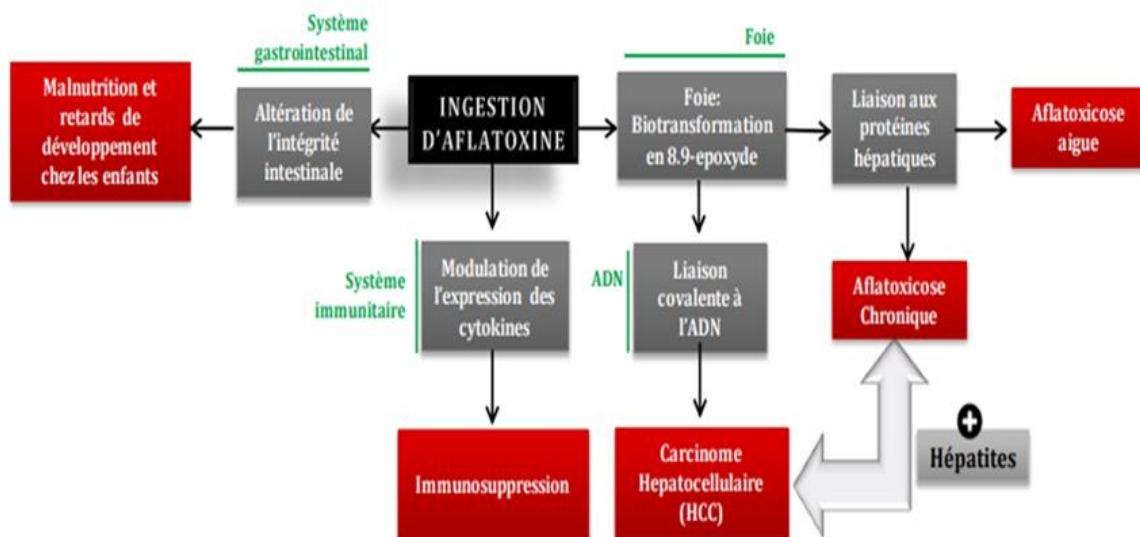 Système
gastrointestinal
Foie
Malnutrition et
retards de
développement
chez les enfants
Altération de
l'intégrité
intestinale
INGESTION
D'AFLATOXINE
Foie:
Biotransformation
en 8.9-epoxyde
Liaison aux
protéines
hépatiques
Aflatoxicose
aigue
Système
immunitaire
Modulation de
l'expression des
cytokines
ADN
Liaison
covalente à
l'ADN
Aflatoxicose
Chronique
Immunosuppression
Carcinome
Hepatocellulaire
(HCC)
+
Hépatites